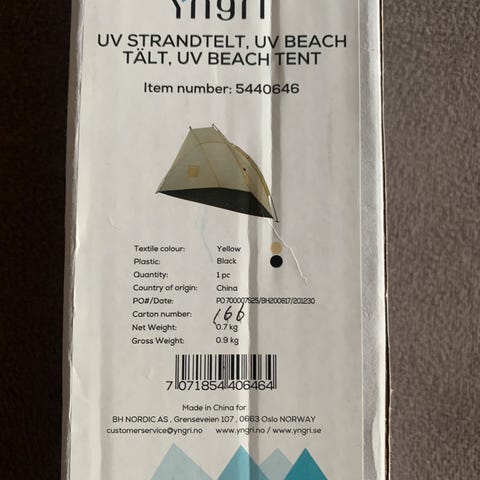 yngri
UV STRANDTELT, UV BEACH
TÄLT, UV BEACH TENT
Item number: 5440646
Textile colour: Yellow
Plastic: Black
Quantity: 1 pc
Country of origin: China
PO#/Date: PO700007525/BH200617/201230
Carton number: 166
Net Weight: 0.7 kg
Gross Weight: 0.9 kg
7 071854 406464
Made in China for
BH NORDIC AS , Grenseveien 107 , 0663 Oslo NORWAY
customerservice@yngri.no www.yngri.no / www.yngri.se